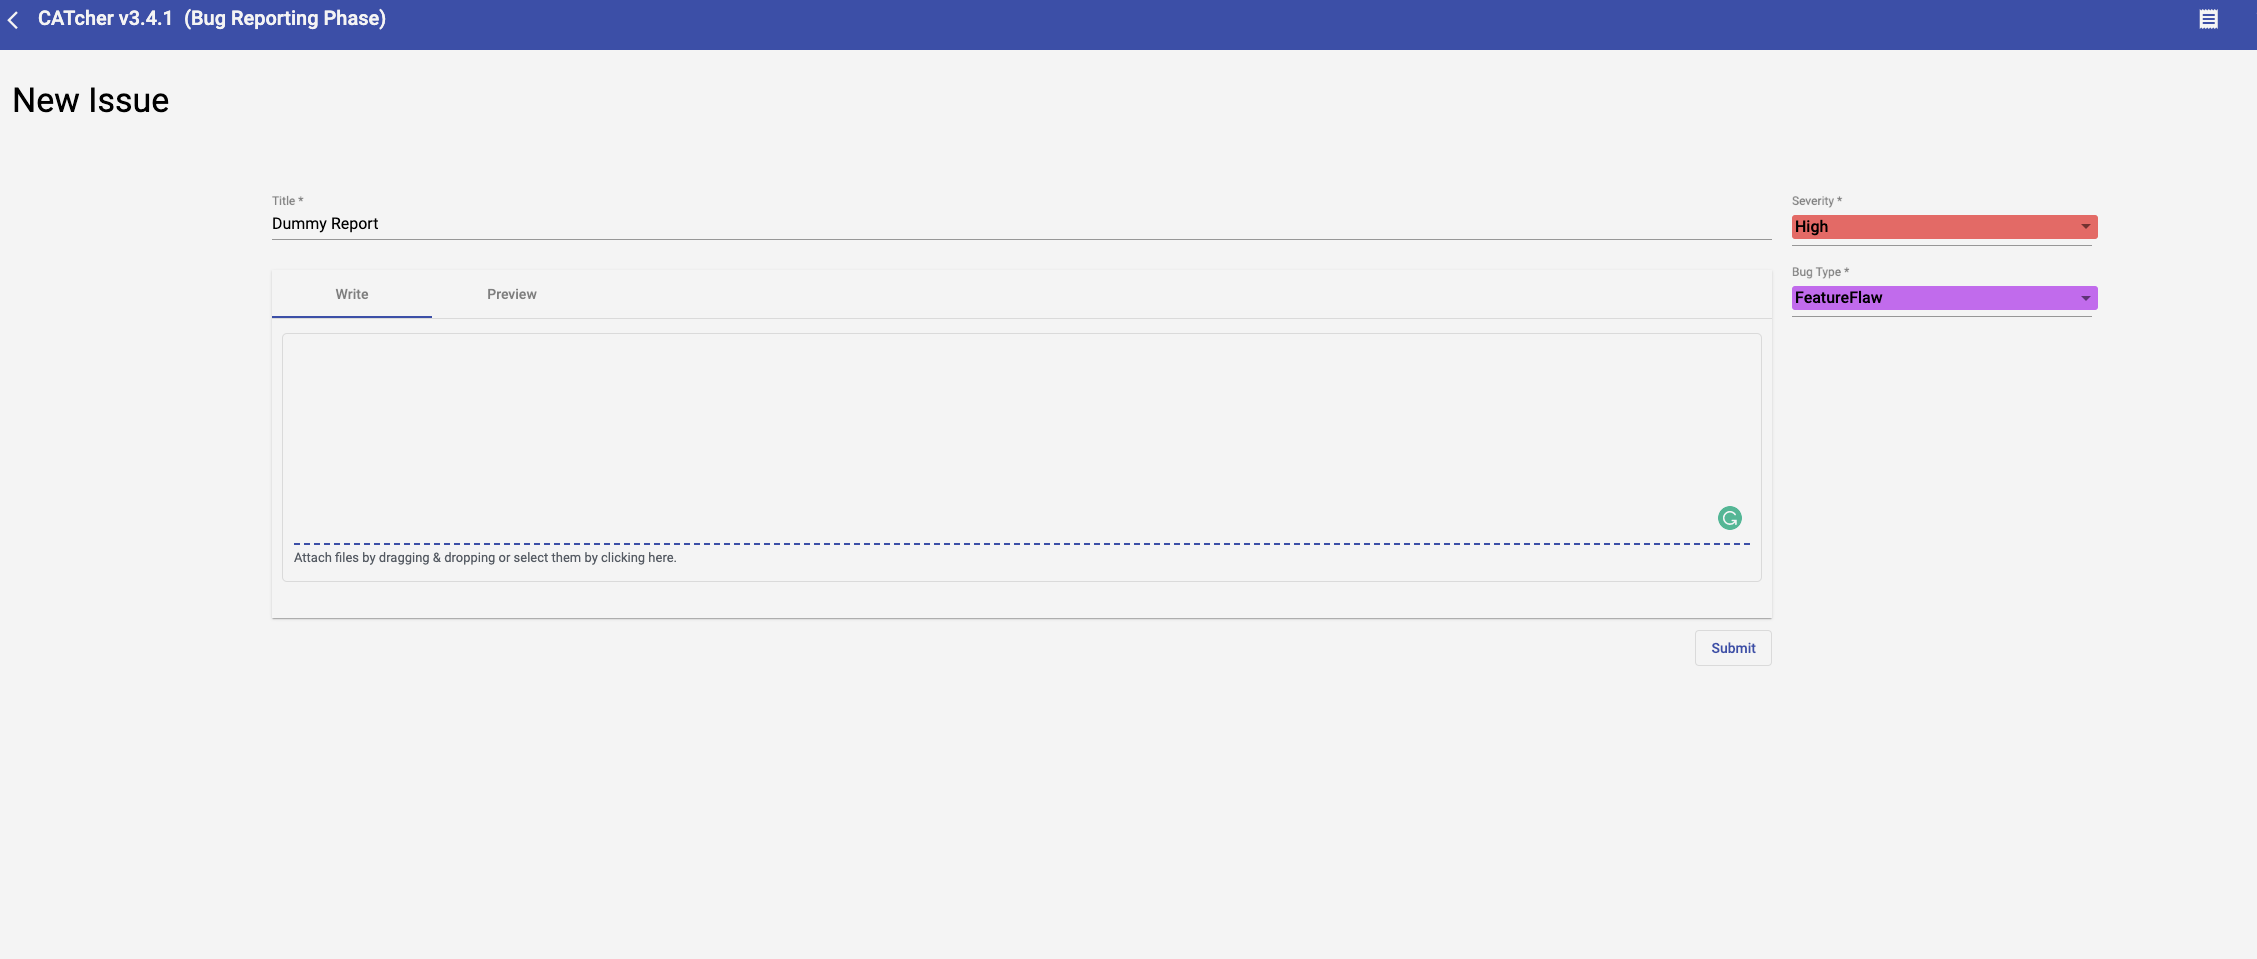 CATcher v3.4.1 (Bug Reporting Phase)
New Issue
Title *
Dummy Report
Severity *
High
Bug Type *
FeatureFlaw
Write
Preview
Attach files by dragging & dropping or select them by clicking here.
Submit